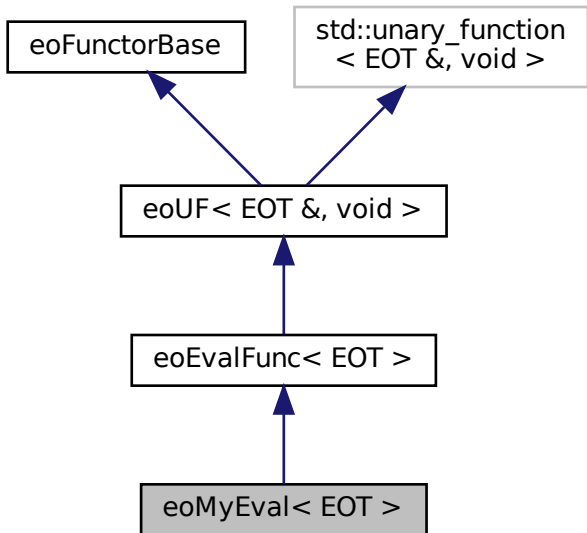 eoFunctorBase
std::unary_function
< EOT &, void >
eoUF< EOT &, void >
eoEvalFunc< EOT >
eoMyEval< EOT >